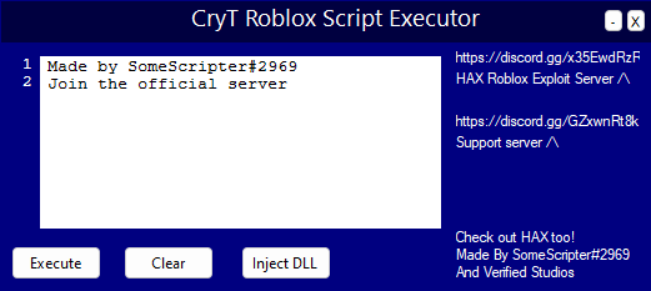 CryT Roblox Script Executor
- X
1 Made by SomeScripter#2969
2 Join the official server
https://discord.gg/x35EwdRzF
HAX Roblox Exploit Server /\
https://discord.gg/GZxwnRt8k
Support server /\
Check out HAX too!
Made By SomeScripter#2969
And Verified Studios
Execute Clear Inject DLL